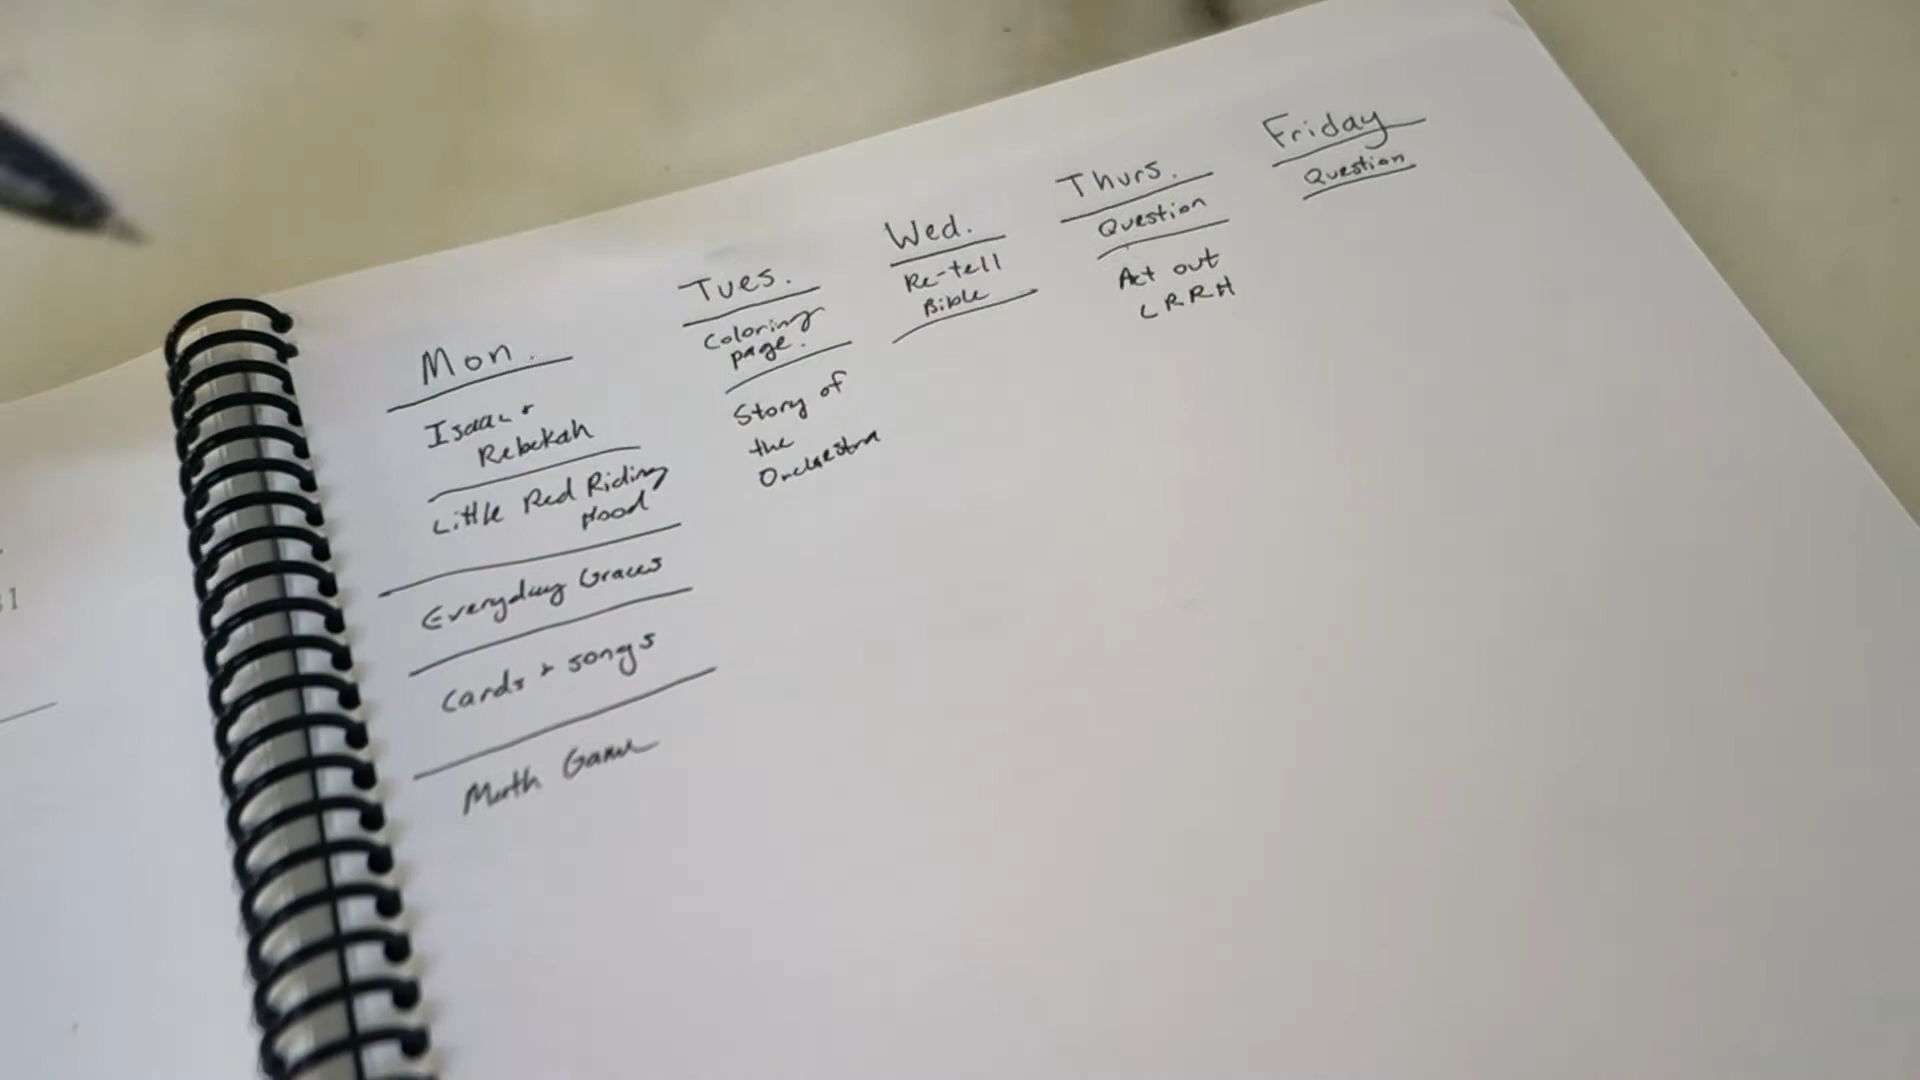 Mon.
Isaac +
Rebekah
Little Red Riding
Hood
Everyday Graces
Cards + songs
Math Game
Tues.
Coloring
page.
Story of
the
Orchestra
Wed.
Re-tell
Bible
Thurs.
Question
Act out
LRRH
Friday
Question
31